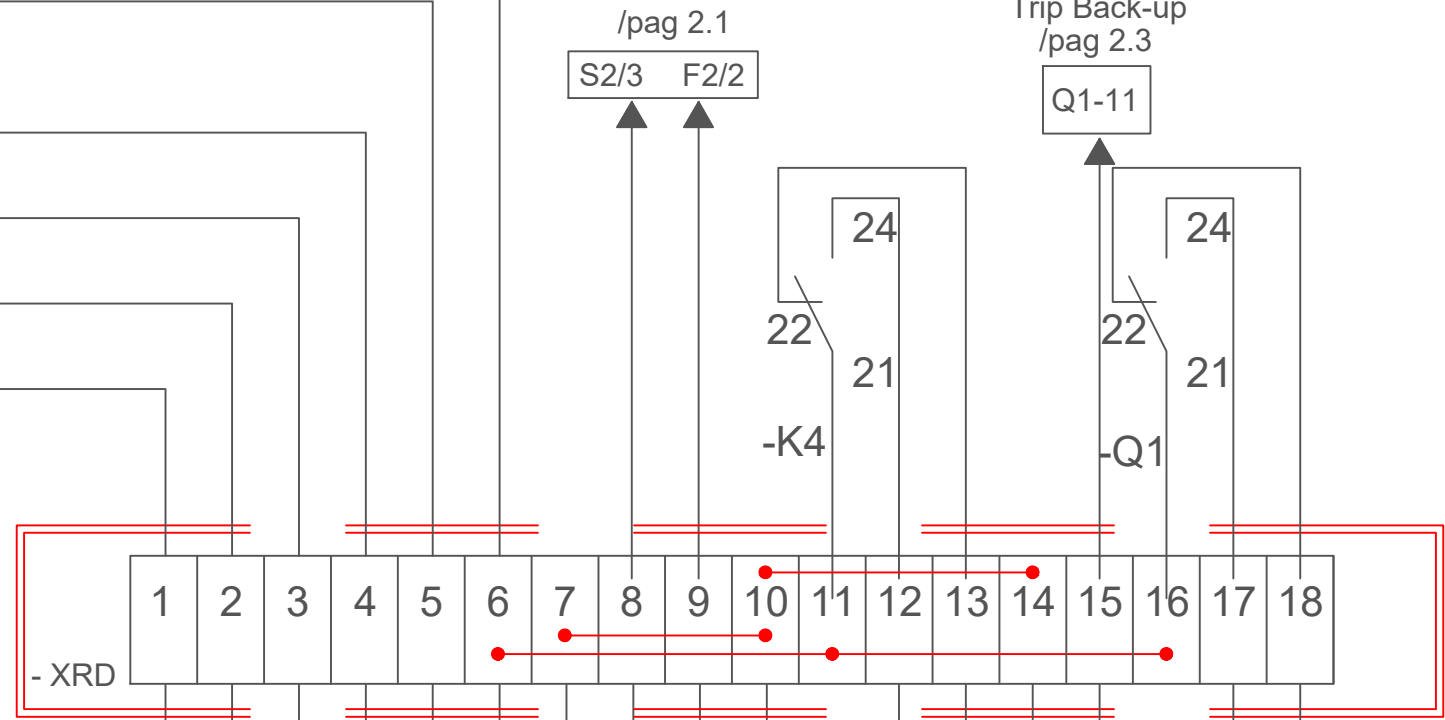 Trip Back-up
/pag 2.1
/pag 2.3
S2/3 F2/2
Q1-11
24 24
22 22
21 21
-K4 -Q1
1 2 3 4 5 6 7 8 9 10 11 12 13 14 15 16 17 18
- XRD